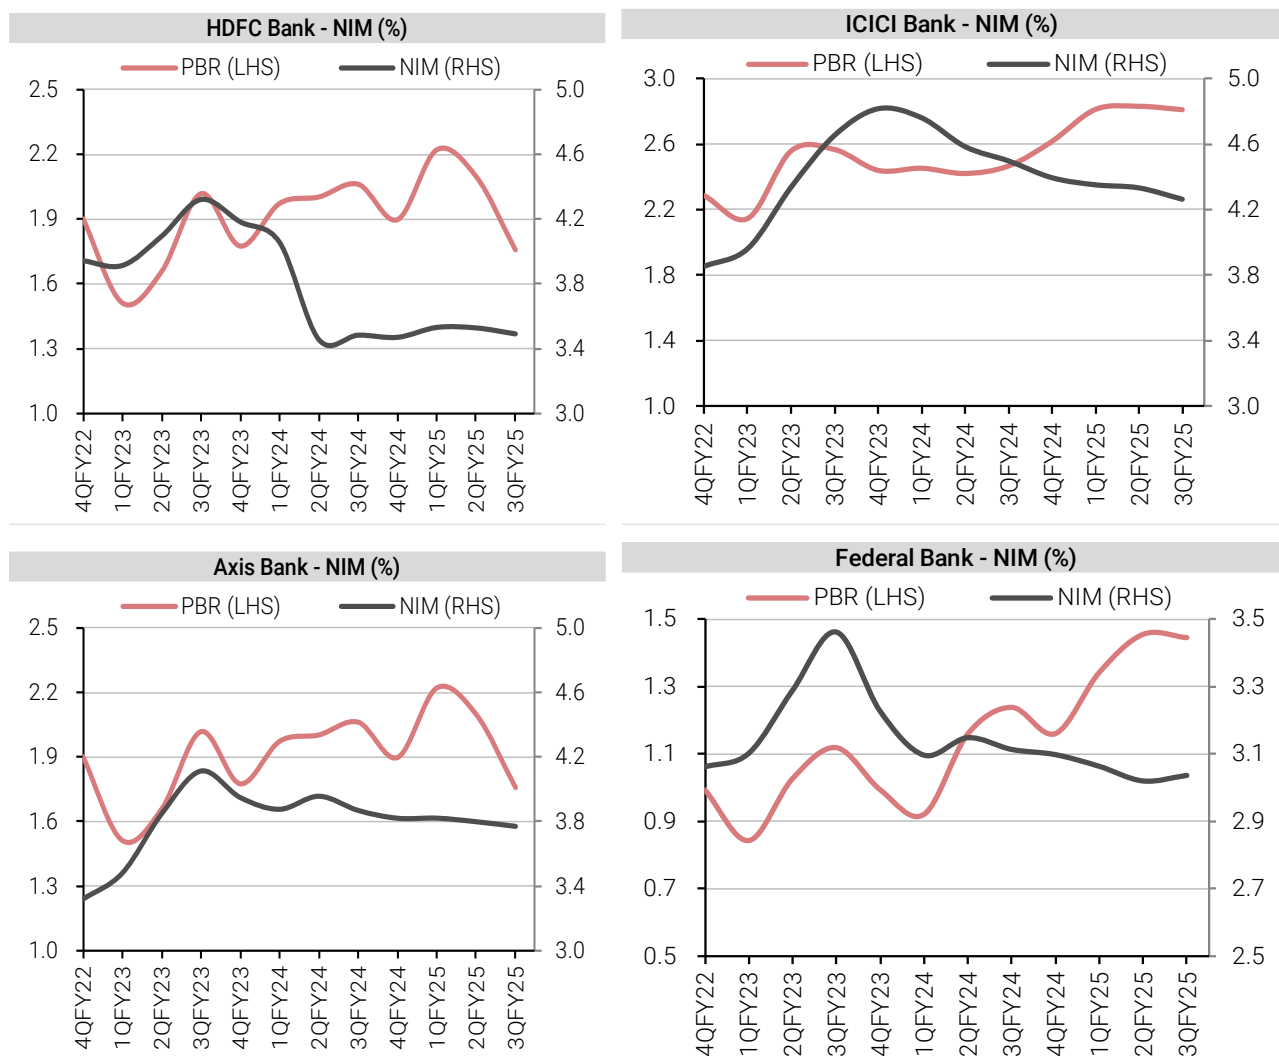 HDFC Bank - NIM (%)
PBR (LHS) NIM (RHS)
2.5 5.0
2.2 4.6
1.9 4.2
1.6 3.8
1.3 3.4
1.0 3.0
4QFY22 1QFY23 2QFY23 3QFY23 4QFY23 1QFY24 2QFY24 3QFY24 4QFY24 1QFY25 2QFY25 3QFY25
ICICI Bank - NIM (%)
PBR (LHS) NIM (RHS)
3.0 5.0
2.6 4.6
2.2 4.2
1.8 3.8
1.4 3.4
1.0 3.0
4QFY22 1QFY23 2QFY23 3QFY23 4QFY23 1QFY24 2QFY24 3QFY24 4QFY24 1QFY25 2QFY25 3QFY25
Axis Bank - NIM (%)
PBR (LHS) NIM (RHS)
2.5 5.0
2.2 4.6
1.9 4.2
1.6 3.8
1.3 3.4
1.0 3.0
4QFY22 1QFY23 2QFY23 3QFY23 4QFY23 1QFY24 2QFY24 3QFY24 4QFY24 1QFY25 2QFY25 3QFY25
Federal Bank - NIM (%)
PBR (LHS) NIM (RHS)
1.5 3.5
1.3 3.3
1.1 3.1
0.9 2.9
0.7 2.7
0.5 2.5
4QFY22 1QFY23 2QFY23 3QFY23 4QFY23 1QFY24 2QFY24 3QFY24 4QFY24 1QFY25 2QFY25 3QFY25